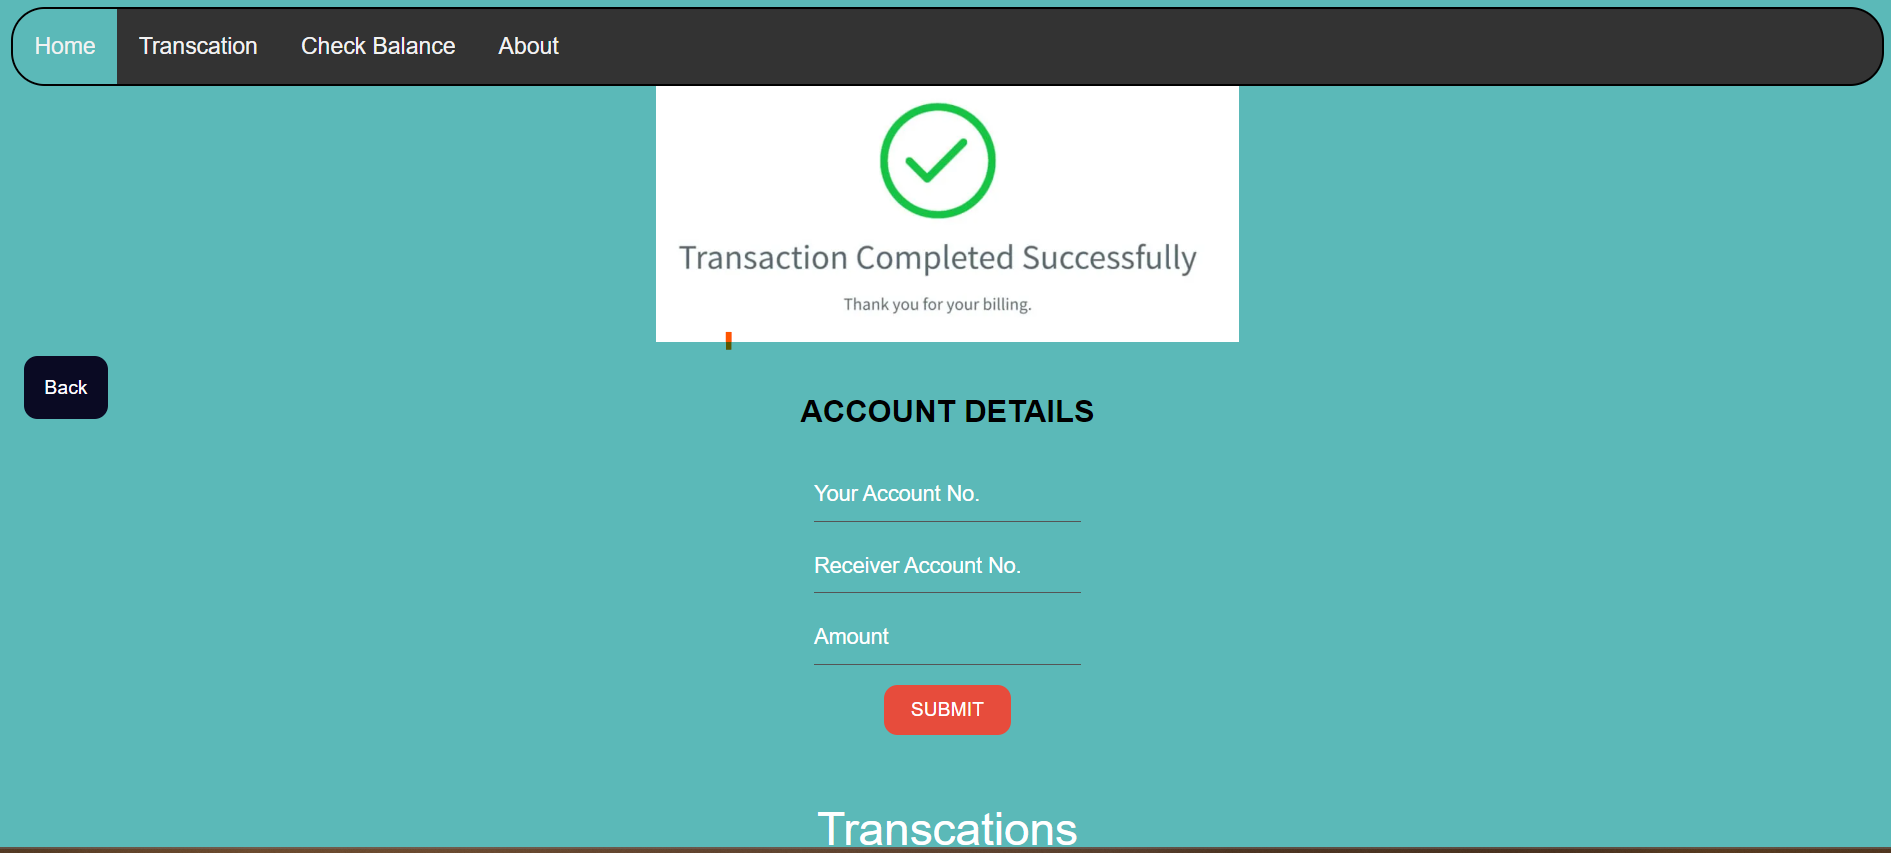 Home Transcation Check Balance About
Transaction Completed Successfully
Thank you for your billing.
Back
ACCOUNT DETAILS
Your Account No.
Receiver Account No.
Amount
SUBMIT
Transcations